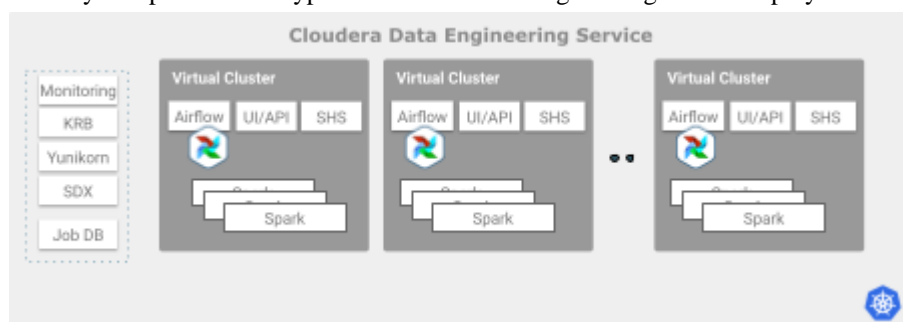 Cloudera Data Engineering Service
Monitoring
KRB
Yunikorn
SDX
Job DB
Virtual Cluster
Airflow UI/API SHS
Spark
Virtual Cluster
Airflow UI/API SHS
Spark
Virtual Cluster
Airflow UI/API SHS
Spark